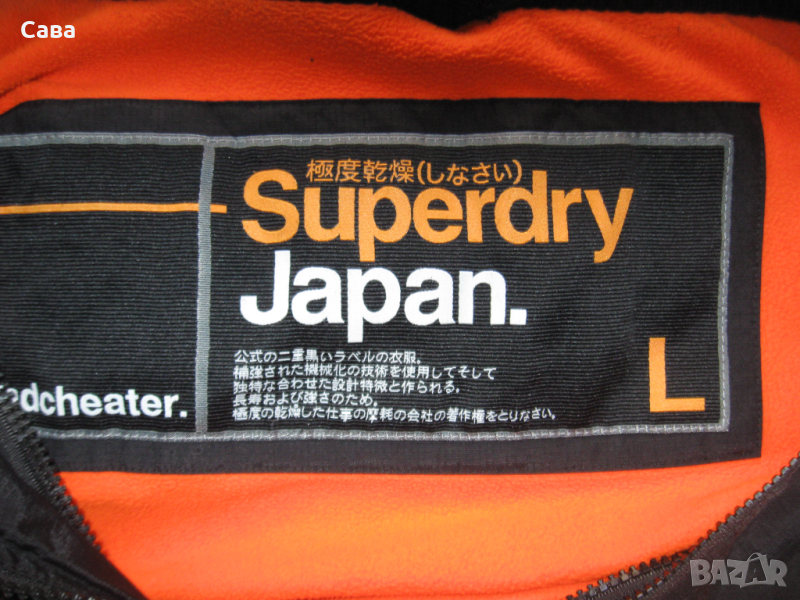 Сава
極度乾燥(しなさい)
Superdry
Japan.
公式の二重黒いラベルの衣服。
補強された機械化の技術を使用してそして
独特な合わせた設計特微と作られる。
長寿および強さのため。
極度の乾燥した仕事の摩耗の会社の著作権をとりなさい。
L
adcheater.
BAZAR